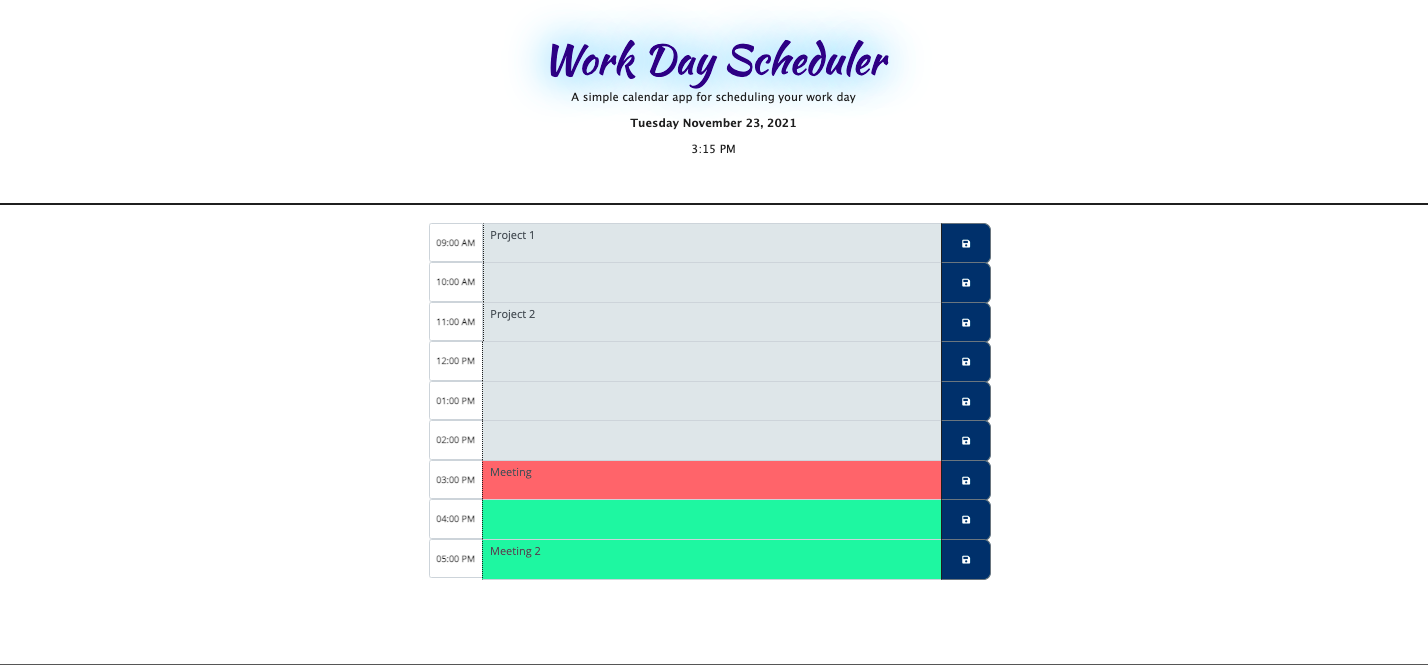 Work Day Scheduler
A simple calendar app for scheduling your work day
Tuesday November 23, 2021
3:15 PM
09:00 AM Project 1
10:00 AM
11:00 AM Project 2
12:00 PM
01:00 PM
02:00 PM
03:00 PM Meeting
04:00 PM
05:00 PM Meeting 2